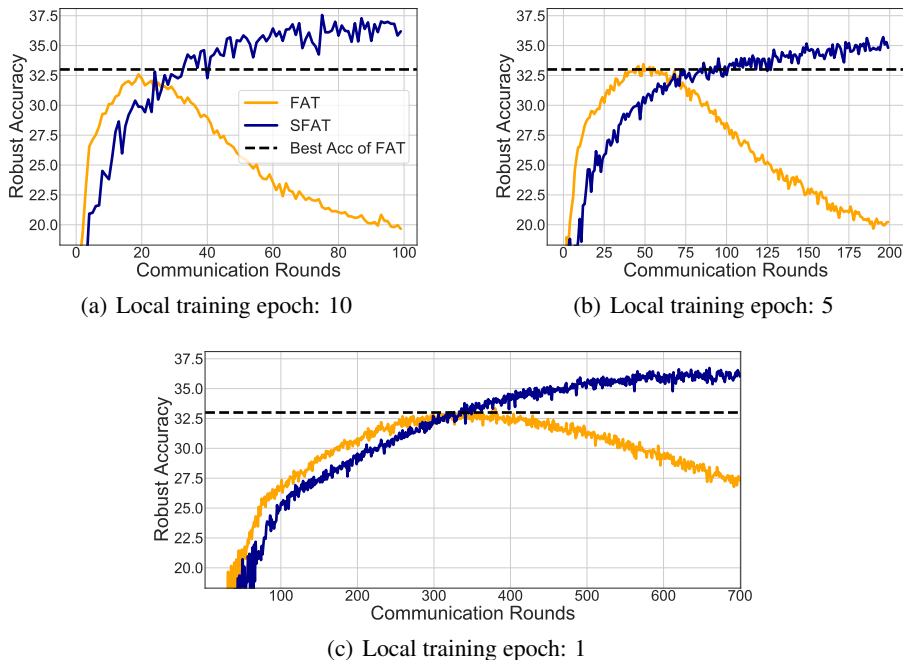 37.5
35.0
32.5
30.0
27.5
25.0
22.5
20.0
Robust Accuracy
FAT
SFAT
Best Acc of FAT
0 20 40 60 80 100
Communication Rounds
(a) Local training epoch: 10
37.5
35.0
32.5
30.0
27.5
25.0
22.5
20.0
Robust Accuracy
0 25 50 75 100 125 150 175 200
Communication Rounds
(b) Local training epoch: 5
37.5
35.0
32.5
30.0
27.5
25.0
22.5
20.0
Robust Accuracy
100 200 300 400 500 600 700
Communication Rounds
(c) Local training epoch: 1